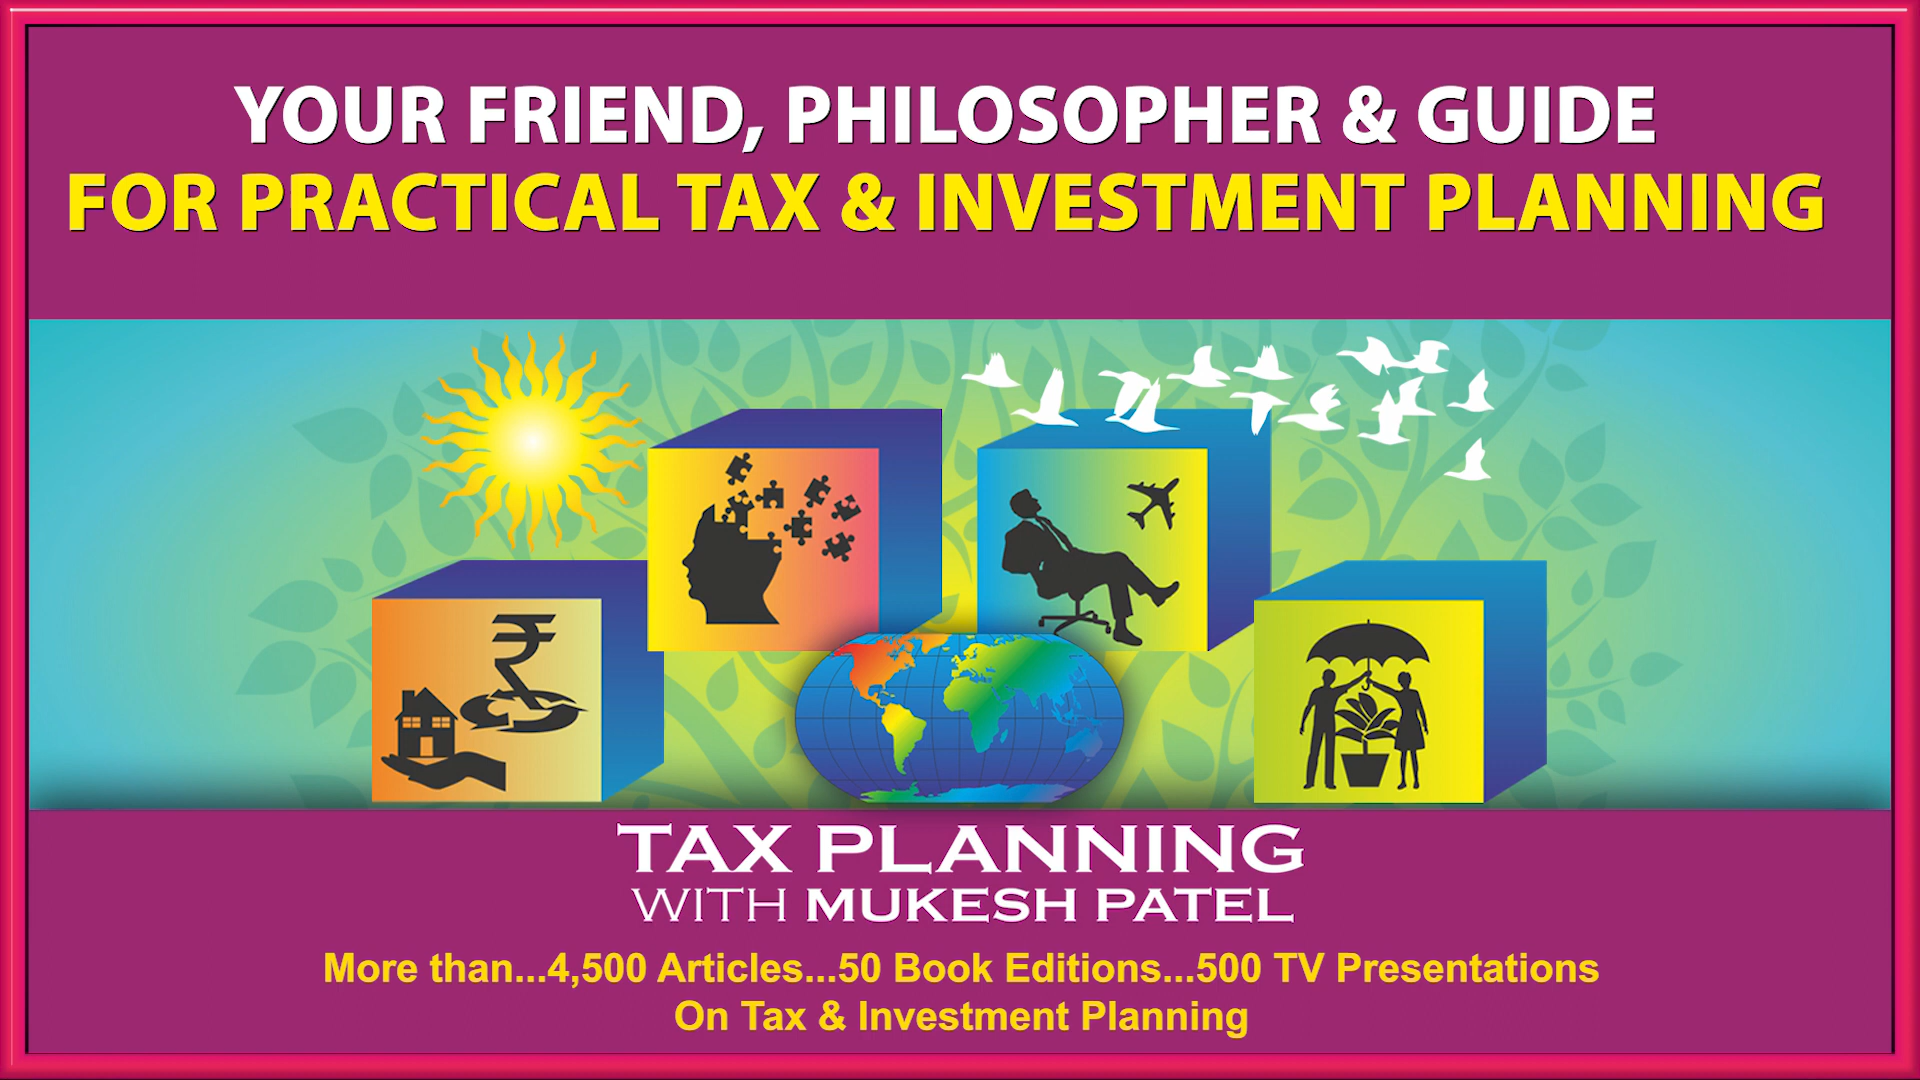 YOUR FRIEND, PHILOSOPHER & GUIDE
FOR PRACTICAL TAX & INVESTMENT PLANNING
₹
TAX PLANNING
WITH MUKESH PATEL
More than...4,500 Articles...50 Book Editions...500 TV Presentations
On Tax & Investment Planning